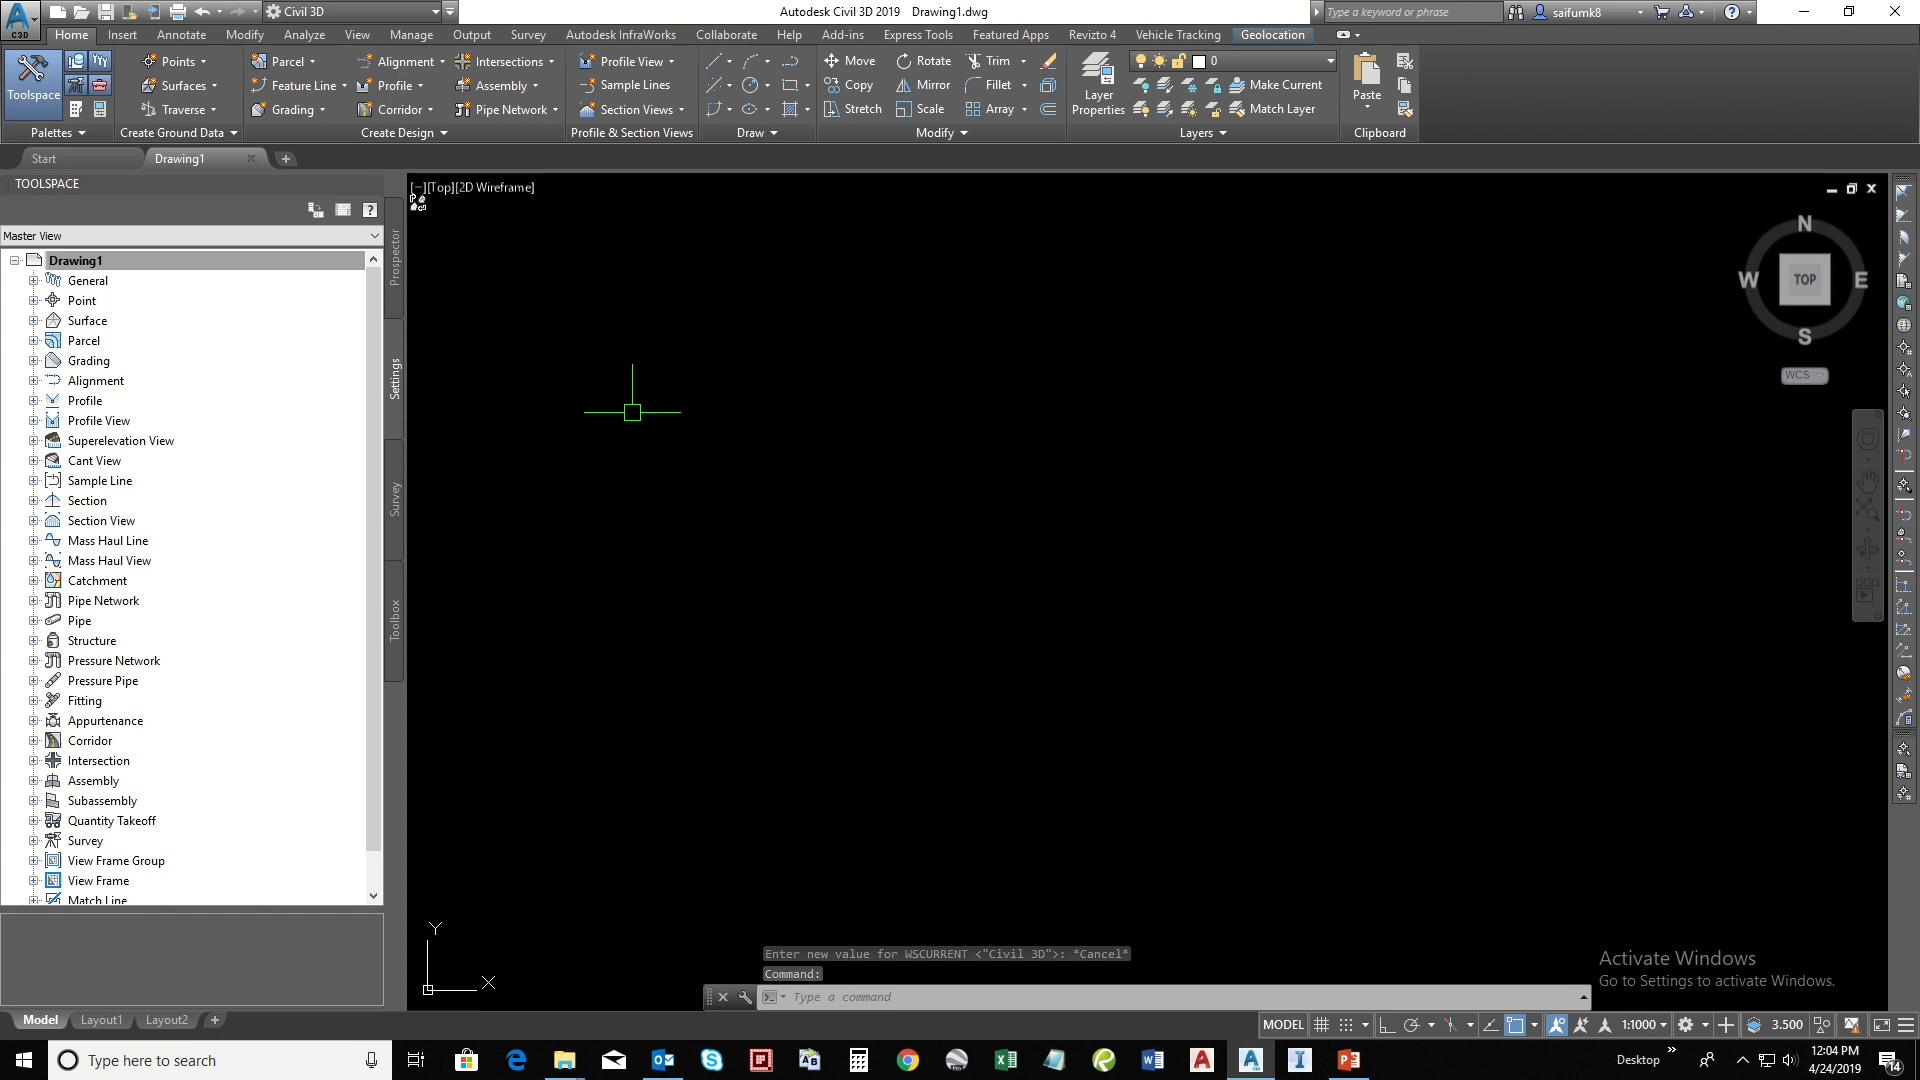 Civil 3D
Autodesk Civil 3D 2019 Drawing1.dwg
Type a keyword or phrase
saifumk8
C3D
Home Insert Annotate Modify Analyze View Manage Output Survey Autodesk InfraWorks Collaborate Help Add-ins Express Tools Featured Apps Revizto 4 Vehicle Tracking Geolocation
Toolspace
Points
Surfaces
Traverse
Parcel
Feature Line
Grading
Alignment
Profile
Corridor
Intersections
Assembly
Pipe Network
Profile View
Sample Lines
Section Views
Move
Copy
Stretch
Rotate
Mirror
Scale
Trim
Fillet
Array
Layer
Properties
0
Make Current
Match Layer
Paste
Palettes
Create Ground Data
Create Design
Profile & Section Views
Draw
Modify
Layers
Clipboard
Start
Drawing1
TOOLSPACE
Master View
Drawing1
General
Point
Surface
Parcel
Grading
Alignment
Profile
Profile View
Superelevation View
Cant View
Sample Line
Section
Section View
Mass Haul Line
Mass Haul View
Catchment
Pipe Network
Pipe
Structure
Pressure Network
Pressure Pipe
Fitting
Appurtenance
Corridor
Intersection
Assembly
Subassembly
Quantity Takeoff
Survey
View Frame Group
View Frame
Match Line
Prospector
Settings
Survey
Toolbox
[−][Top][2D Wireframe]
N
W
TOP
E
S
WCS
Y
X
Enter new value for WSCURRENT <"Civil 3D">: *Cancel*
Command:
Type a command
Activate Windows
Go to Settings to activate Windows.
Model
Layout1
Layout2
MODEL
1:1000
3.500
Type here to search
Desktop
12:04 PM
4/24/2019
14